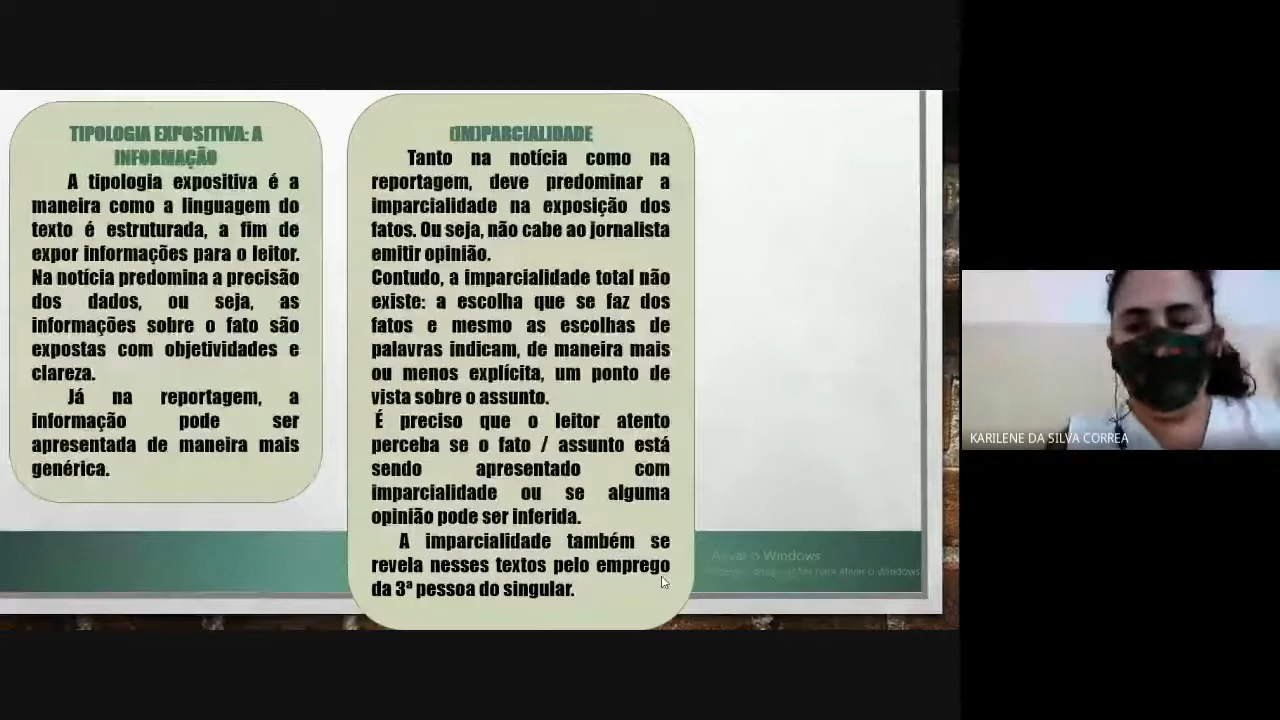 TIPOLOGIA EXPOSITIVA: A
INFORMAÇÃO
A tipologia expositiva é a
maneira como a linguagem do
texto é estruturada, a fim de
expor informações para o leitor.
Na notícia predomina a precisão
dos dados, ou seja, as
informações sobre o fato são
expostas com objetividades e
clareza.
Já na reportagem, a
informação pode ser
apresentada de maneira mais
genérica.
(IM)PARCIALIDADE
Tanto na notícia como na
reportagem, deve predominar a
imparcialidade na exposição dos
fatos. Ou seja, não cabe ao jornalista
emitir opinião.
Contudo, a imparcialidade total não
existe: a escolha que se faz dos
fatos e mesmo as escolhas de
palavras indicam, de maneira mais
ou menos explícita, um ponto de
vista sobre o assunto.
É preciso que o leitor atento
perceba se o fato / assunto está
sendo apresentado com
imparcialidade ou se alguma
opinião pode ser inferida.
A imparcialidade também se
revela nesses textos pelo emprego
da 3ª pessoa do singular.
Ativar o Windows
configurações para ativar o Windows
KARILENE DA SILVA CORREA